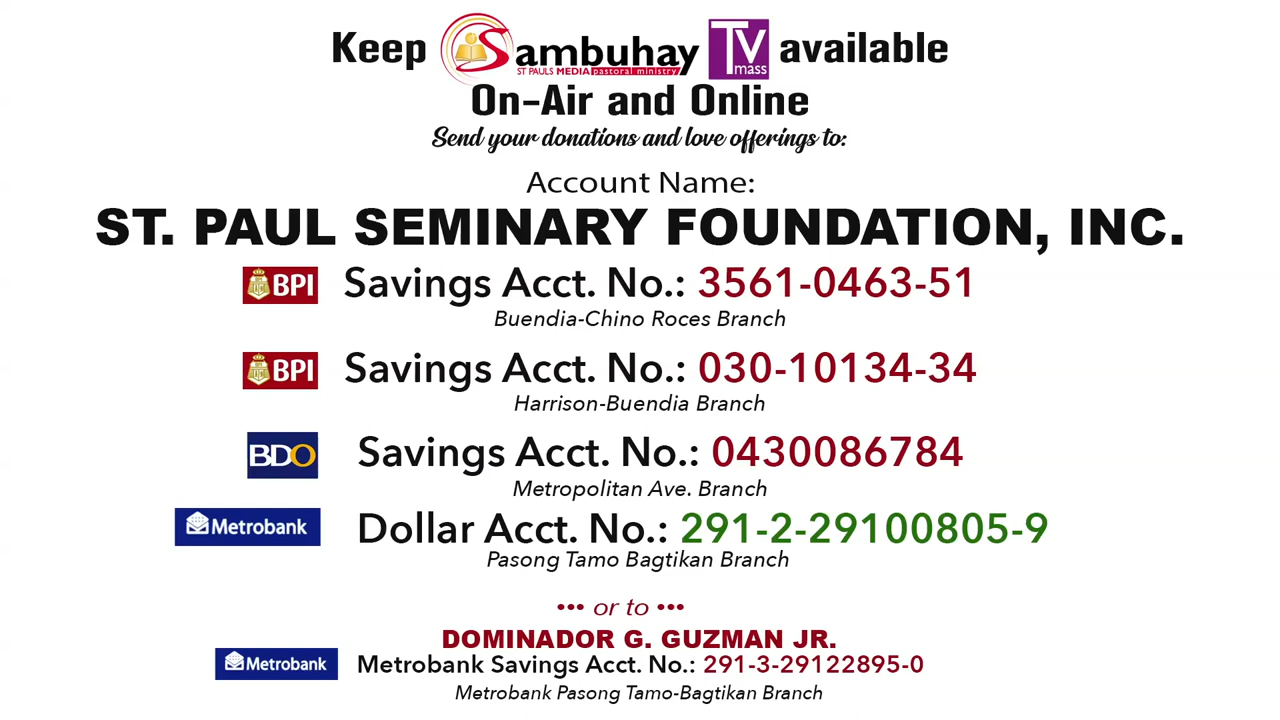 Keep Sambuhay TV mass available
ST PAULS MEDIA pastoral ministry
On-Air and Online
Send your donations and love offerings to:
Account Name:
ST. PAUL SEMINARY FOUNDATION, INC.
BPI Savings Acct. No.: 3561-0463-51
Buendia-Chino Roces Branch
BPI Savings Acct. No.: 030-10134-34
Harrison-Buendia Branch
BDO Savings Acct. No.: 0430086784
Metropolitan Ave. Branch
Metrobank Dollar Acct. No.: 291-2-29100805-9
Pasong Tamo Bagtikan Branch
••• or to •••
DOMINADOR G. GUZMAN JR.
Metrobank Metrobank Savings Acct. No.: 291-3-29122895-0
Metrobank Pasong Tamo-Bagtikan Branch